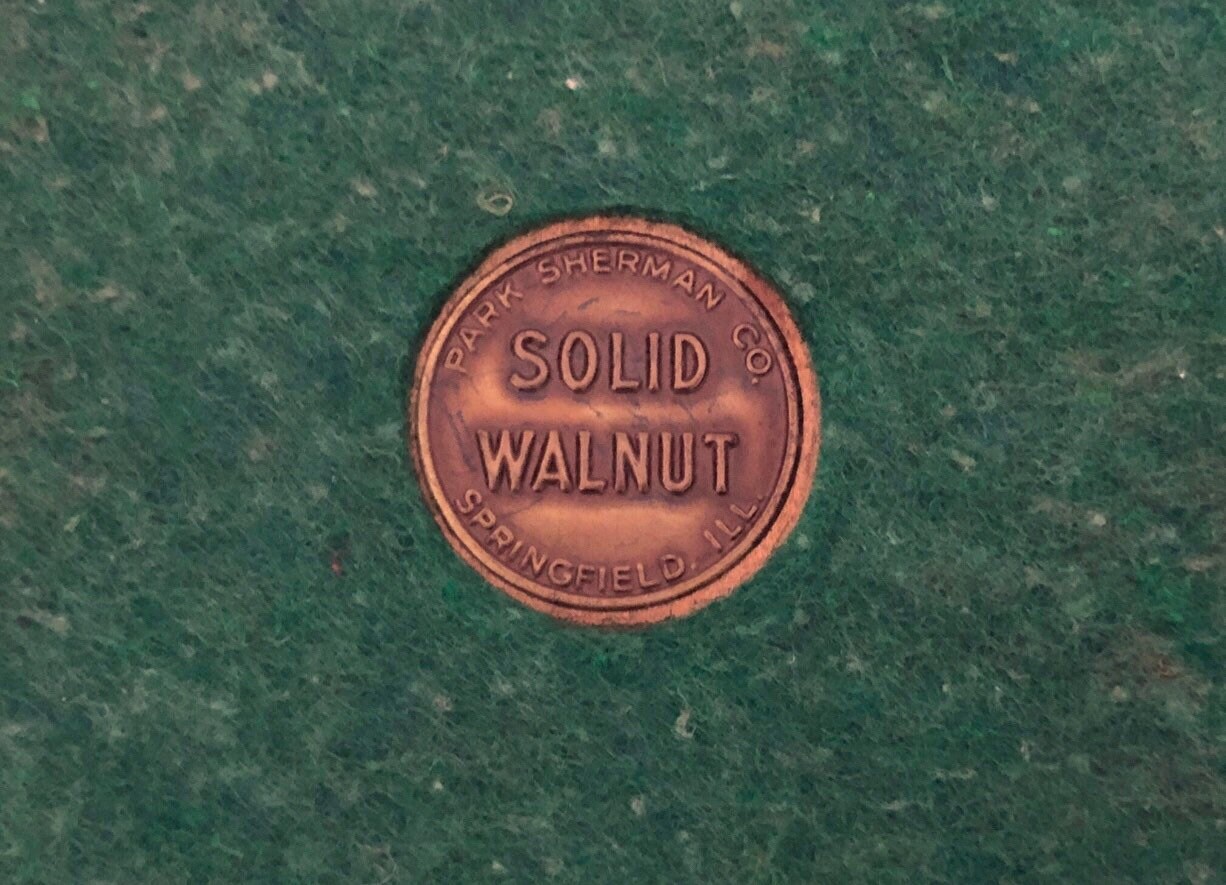 PARK SHERMAN CO.
SOLID
WALNUT
SPRINGFIELD, ILL.